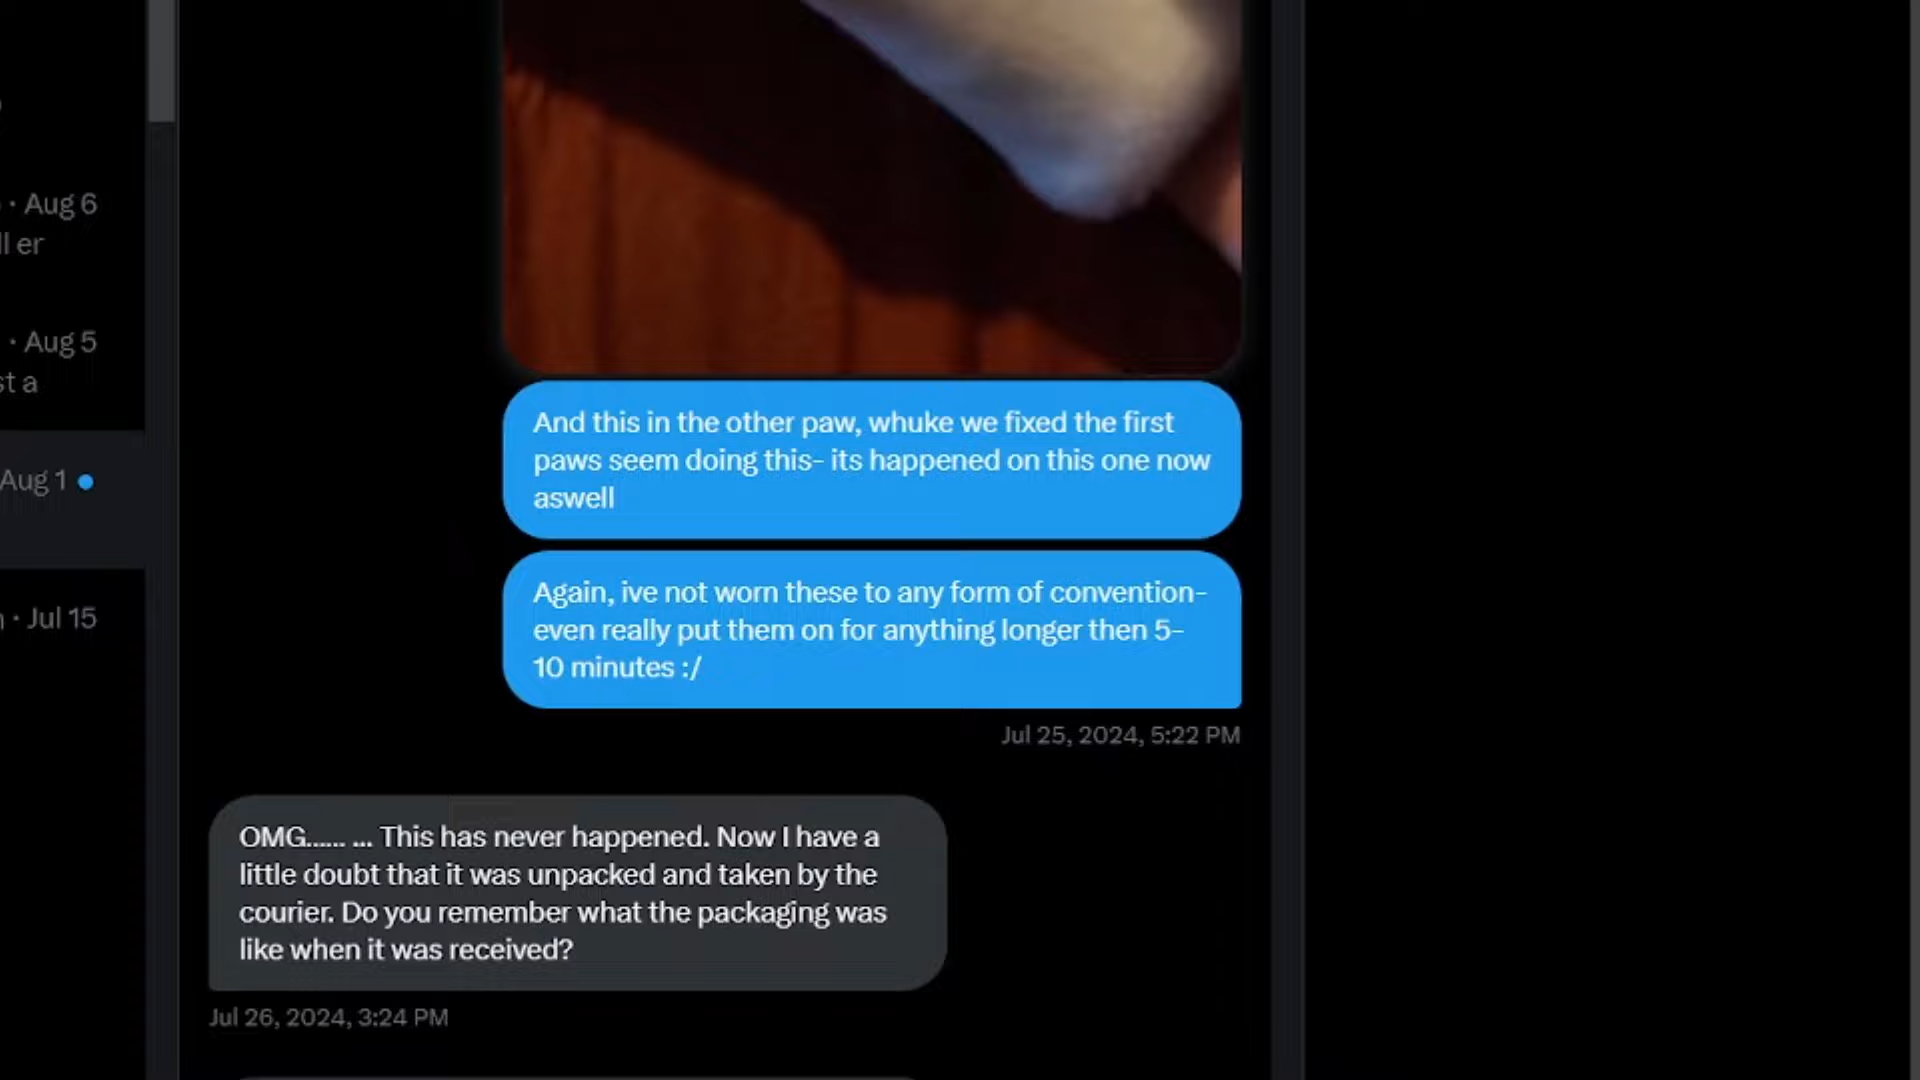 · Aug 6
ll er
· Aug 5
st a
Aug 1
· Jul 15
And this in the other paw, whuke we fixed the first
paws seem doing this- its happened on this one now
aswell
Again, ive not worn these to any form of convention-
even really put them on for anything longer then 5-
10 minutes :/
Jul 25, 2024, 5:22 PM
OMG...... ... This has never happened. Now I have a
little doubt that it was unpacked and taken by the
courier. Do you remember what the packaging was
like when it was received?
Jul 26, 2024, 3:24 PM